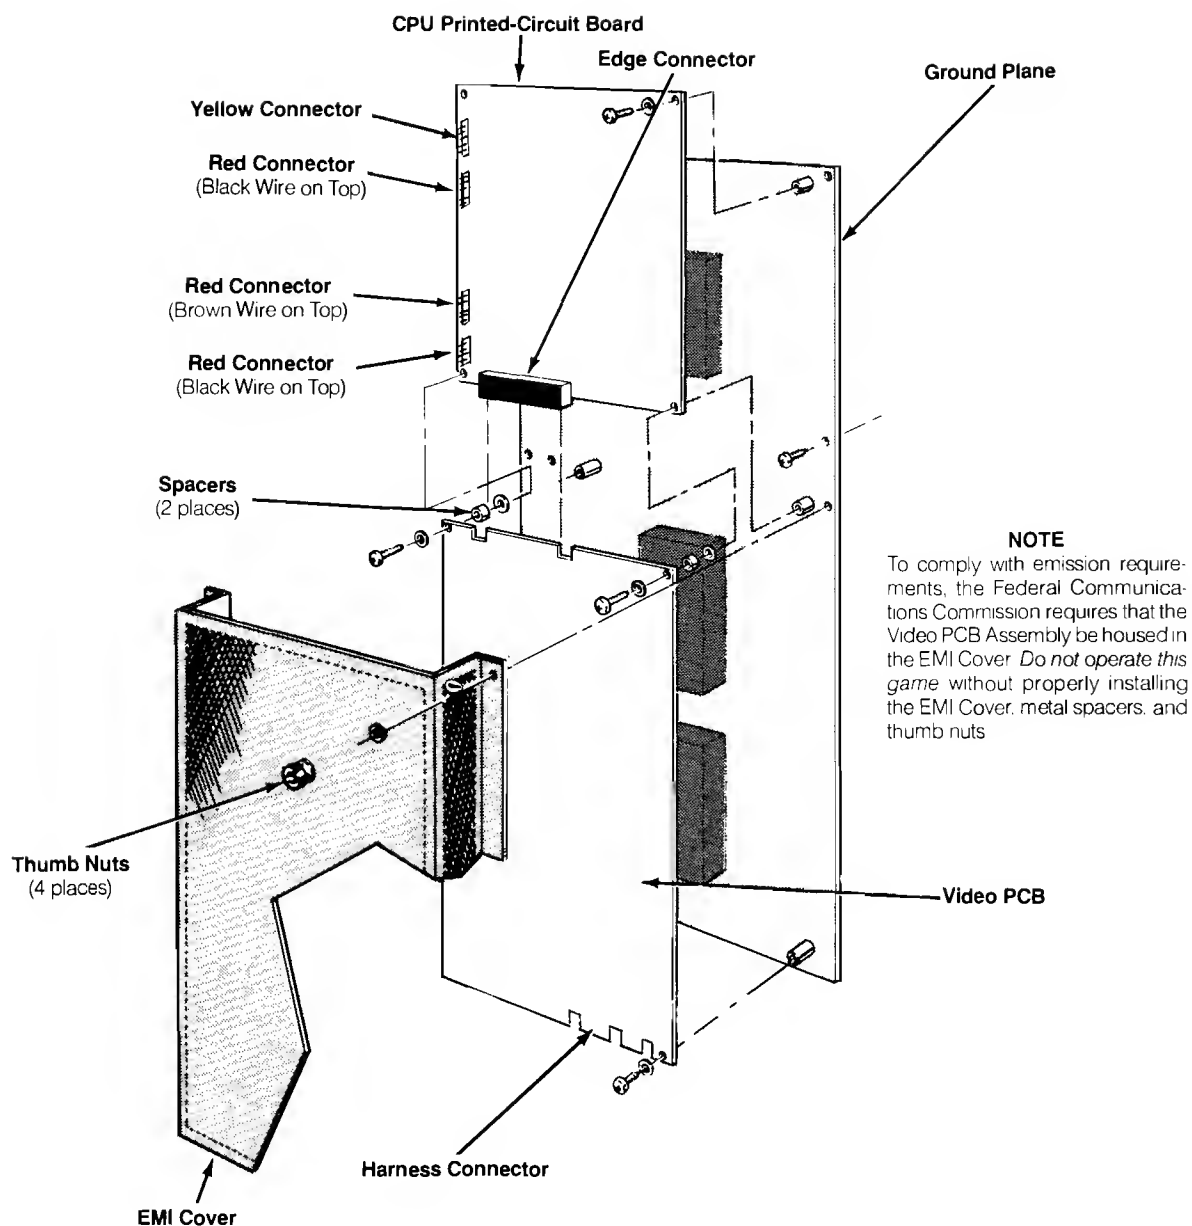 CPU Printed-Circuit Board
Edge Connector
Ground Plane
Yellow Connector
Red Connector
(Black Wire on Top)
Red Connector
(Brown Wire on Top)
Red Connector
(Black Wire on Top)
Spacers
(2 places)
NOTE
To comply with emission require-
ments, the Federal Communica-
tions Commission requires that the
Video PCB Assembly be housed in
the EMI Cover Do not operate this
game without properly installing
the EMI Cover, metal spacers, and
thumb nuts
Thumb Nuts
(4 places)
Video PCB
Harness Connector
EMI Cover